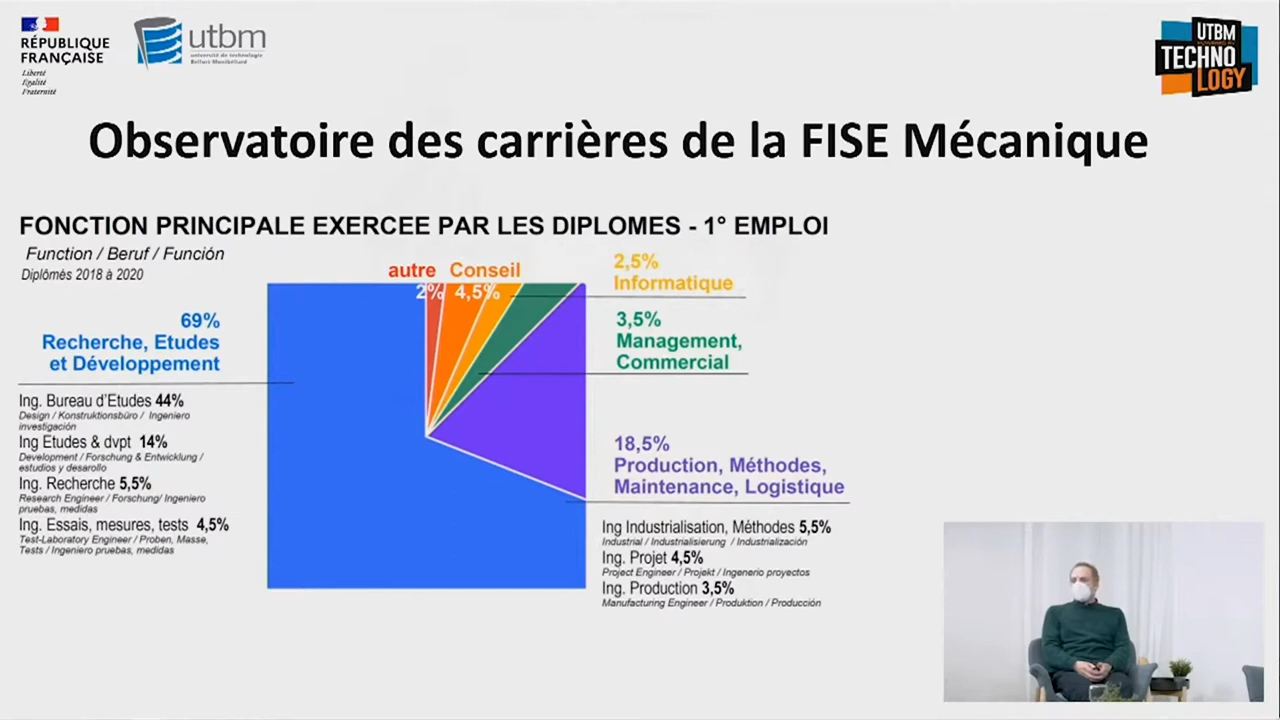 RÉPUBLIQUE
FRANÇAISE
Liberté
Égalité
Fraternité
utbm
université de technologie
Belfort-Montbéliard
UTBM
TECHNO
LOGY
Observatoire des carrières de la FISE Mécanique
FONCTION PRINCIPALE EXERCEE PAR LES DIPLOMES - 1° EMPLOI
Function / Beruf / Función
Diplômés 2018 à 2020
autre
2%
Conseil
4,5%
2,5%
Informatique
3,5%
Management,
Commercial
69%
Recherche, Etudes
et Développement
Ing. Bureau d'Etudes 44%
Design / Konstruktionsbüro / Ingeniero
investigación
Ing Etudes & dvpt 14%
Development / Forschung & Entwicklung /
estudios y desarollo
Ing. Recherche 5,5%
Research Engineer / Forschung/ Ingeniero
pruebas, medidas
Ing. Essais, mesures, tests 4,5%
Test-Laboratory Engineer / Proben, Masse,
Tests / Ingeniero pruebas, medidas
18,5%
Production, Méthodes,
Maintenance, Logistique
Ing Industrialisation, Méthodes 5,5%
Industrial / Industrialisierung / Industrialización
Ing. Projet 4,5%
Project Engineer / Projekt / Ingenerio proyectos
Ing. Production 3,5%
Manufacturing Engineer / Produktion / Producción